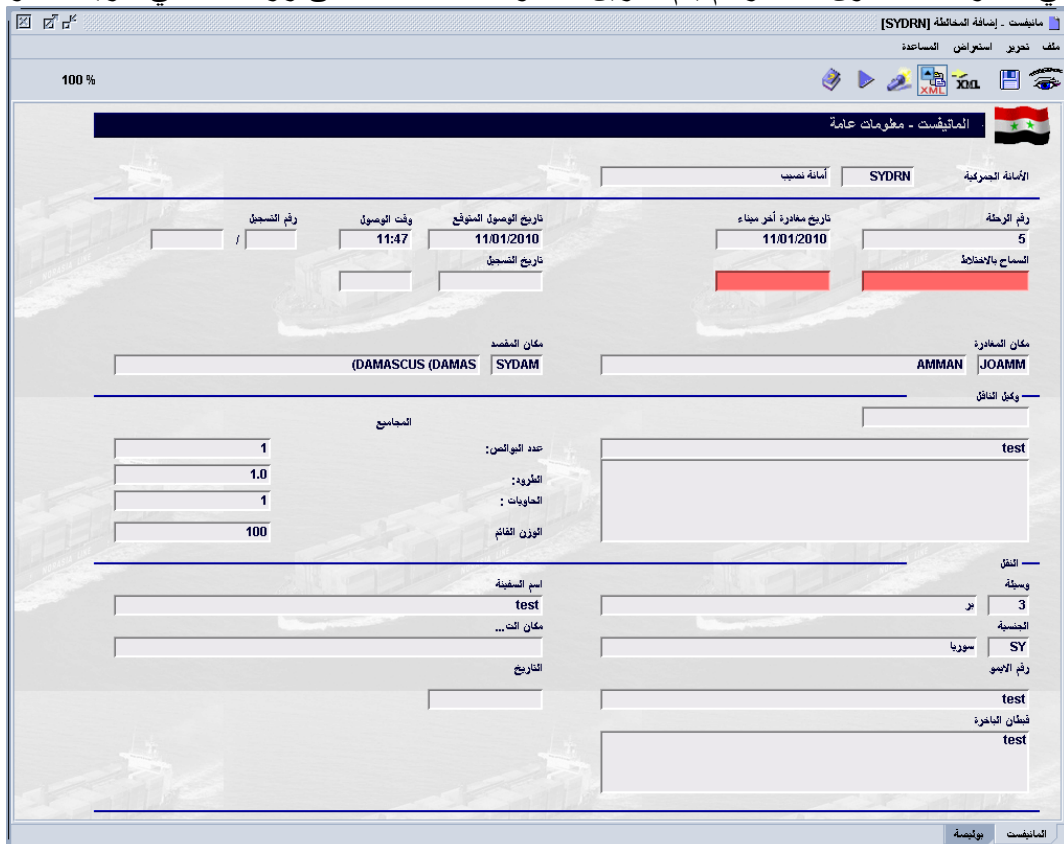 مانيفست - إضافة المغالطة [SYDRN]
ملف تحرير استعراض المساعدة
100 %
المانيفست - معلومات عامة
الأمانة الجمركية SYDRN أمانة نصيب
رقم الرحلة تاريخ مغادرة أخر ميناء تاريخ الوصول المتوقع وقت الوصول رقم التسجيل
5 11/01/2010 11/01/2010 11:47 /
السماح بالاختلاط تاريخ التسجيل
مكان المغادرة مكان المقصد
JOAMM AMMAN SYDAM (DAMASCUS (DAMAS
وكيل الناقل
المجاميع
test عدد البوالص: 1
الطرود: 1.0
الحاويات : 1
الوزن القائم 100
النقل
وسيلة اسم السفينة
3 بر test
الجنسية مكان الت...
SY سوريا
رقم الايمو التاريخ
test
قبطان الباخرة
test
المانيفست بوليصة